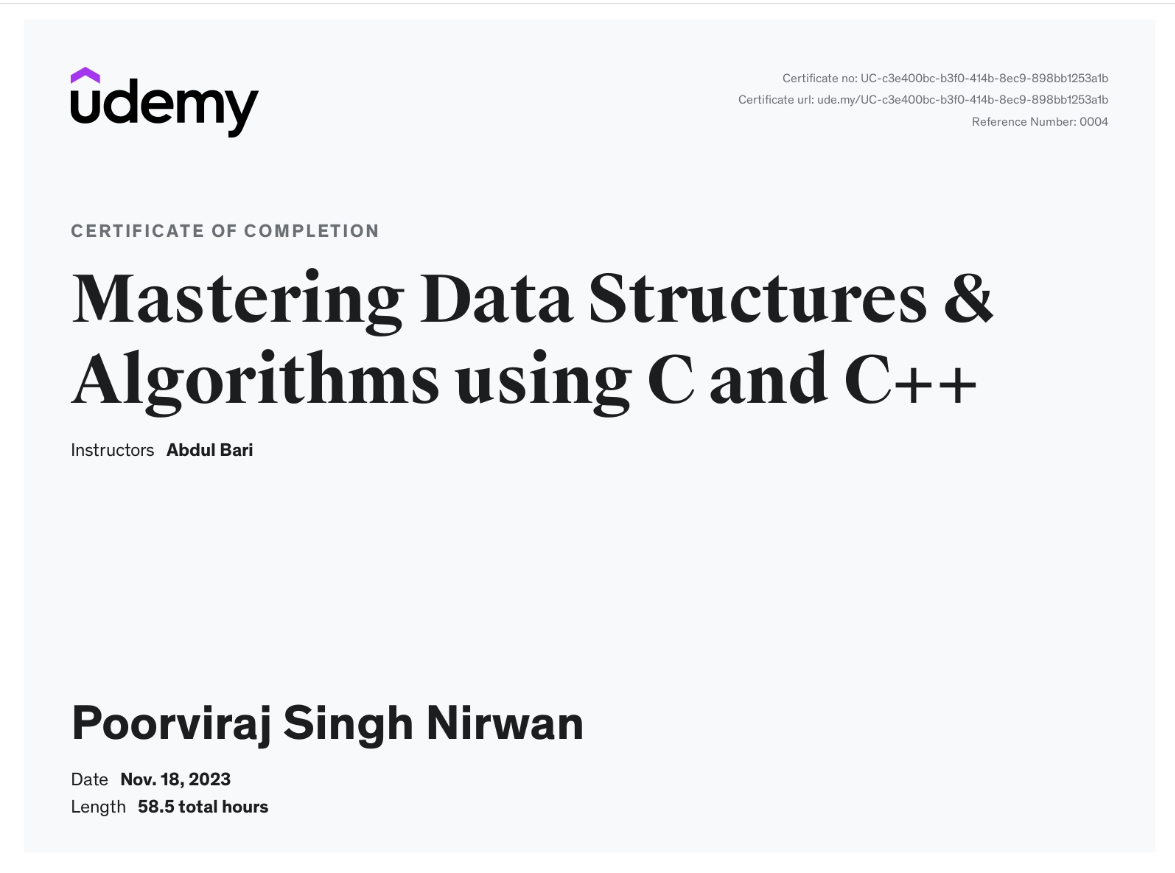 udemy
Certificate no: UC-c3e400bc-b3f0-414b-8ec9-898bb1253a1b
Certificate url: ude.my/UC-c3e400bc-b3f0-414b-8ec9-898bb1253a1b
Reference Number: 0004
CERTIFICATE OF COMPLETION
Mastering Data Structures &
Algorithms using C and C++
Instructors Abdul Bari
Poorviraj Singh Nirwan
Date Nov. 18, 2023
Length 58.5 total hours